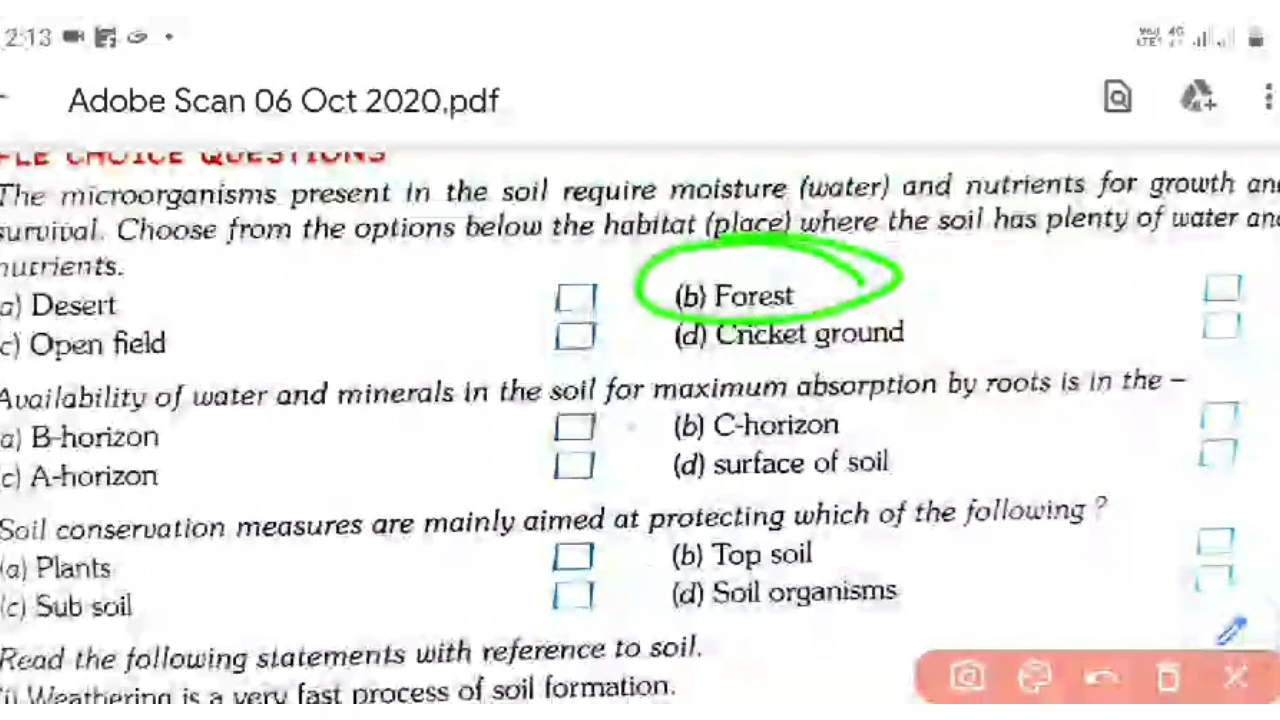 2:13
Adobe Scan 06 Oct 2020.pdf
PLE CHOICE QUESTIONS
The microorganisms present in the soil require moisture (water) and nutrients for growth an
survival. Choose from the options below the habitat (place) where the soil has plenty of water and
nutrients.
a) Desert (b) Forest
c) Open field (d) Cricket ground
Availability of water and minerals in the soil for maximum absorption by roots is in the –
a) B-horizon (b) C-horizon
c) A-horizon (d) surface of soil
Soil conservation measures are mainly aimed at protecting which of the following ?
(a) Plants (b) Top soil
(c) Sub soil (d) Soil organisms
Read the following statements with reference to soil.
(i) Weathering is a very fast process of soil formation.